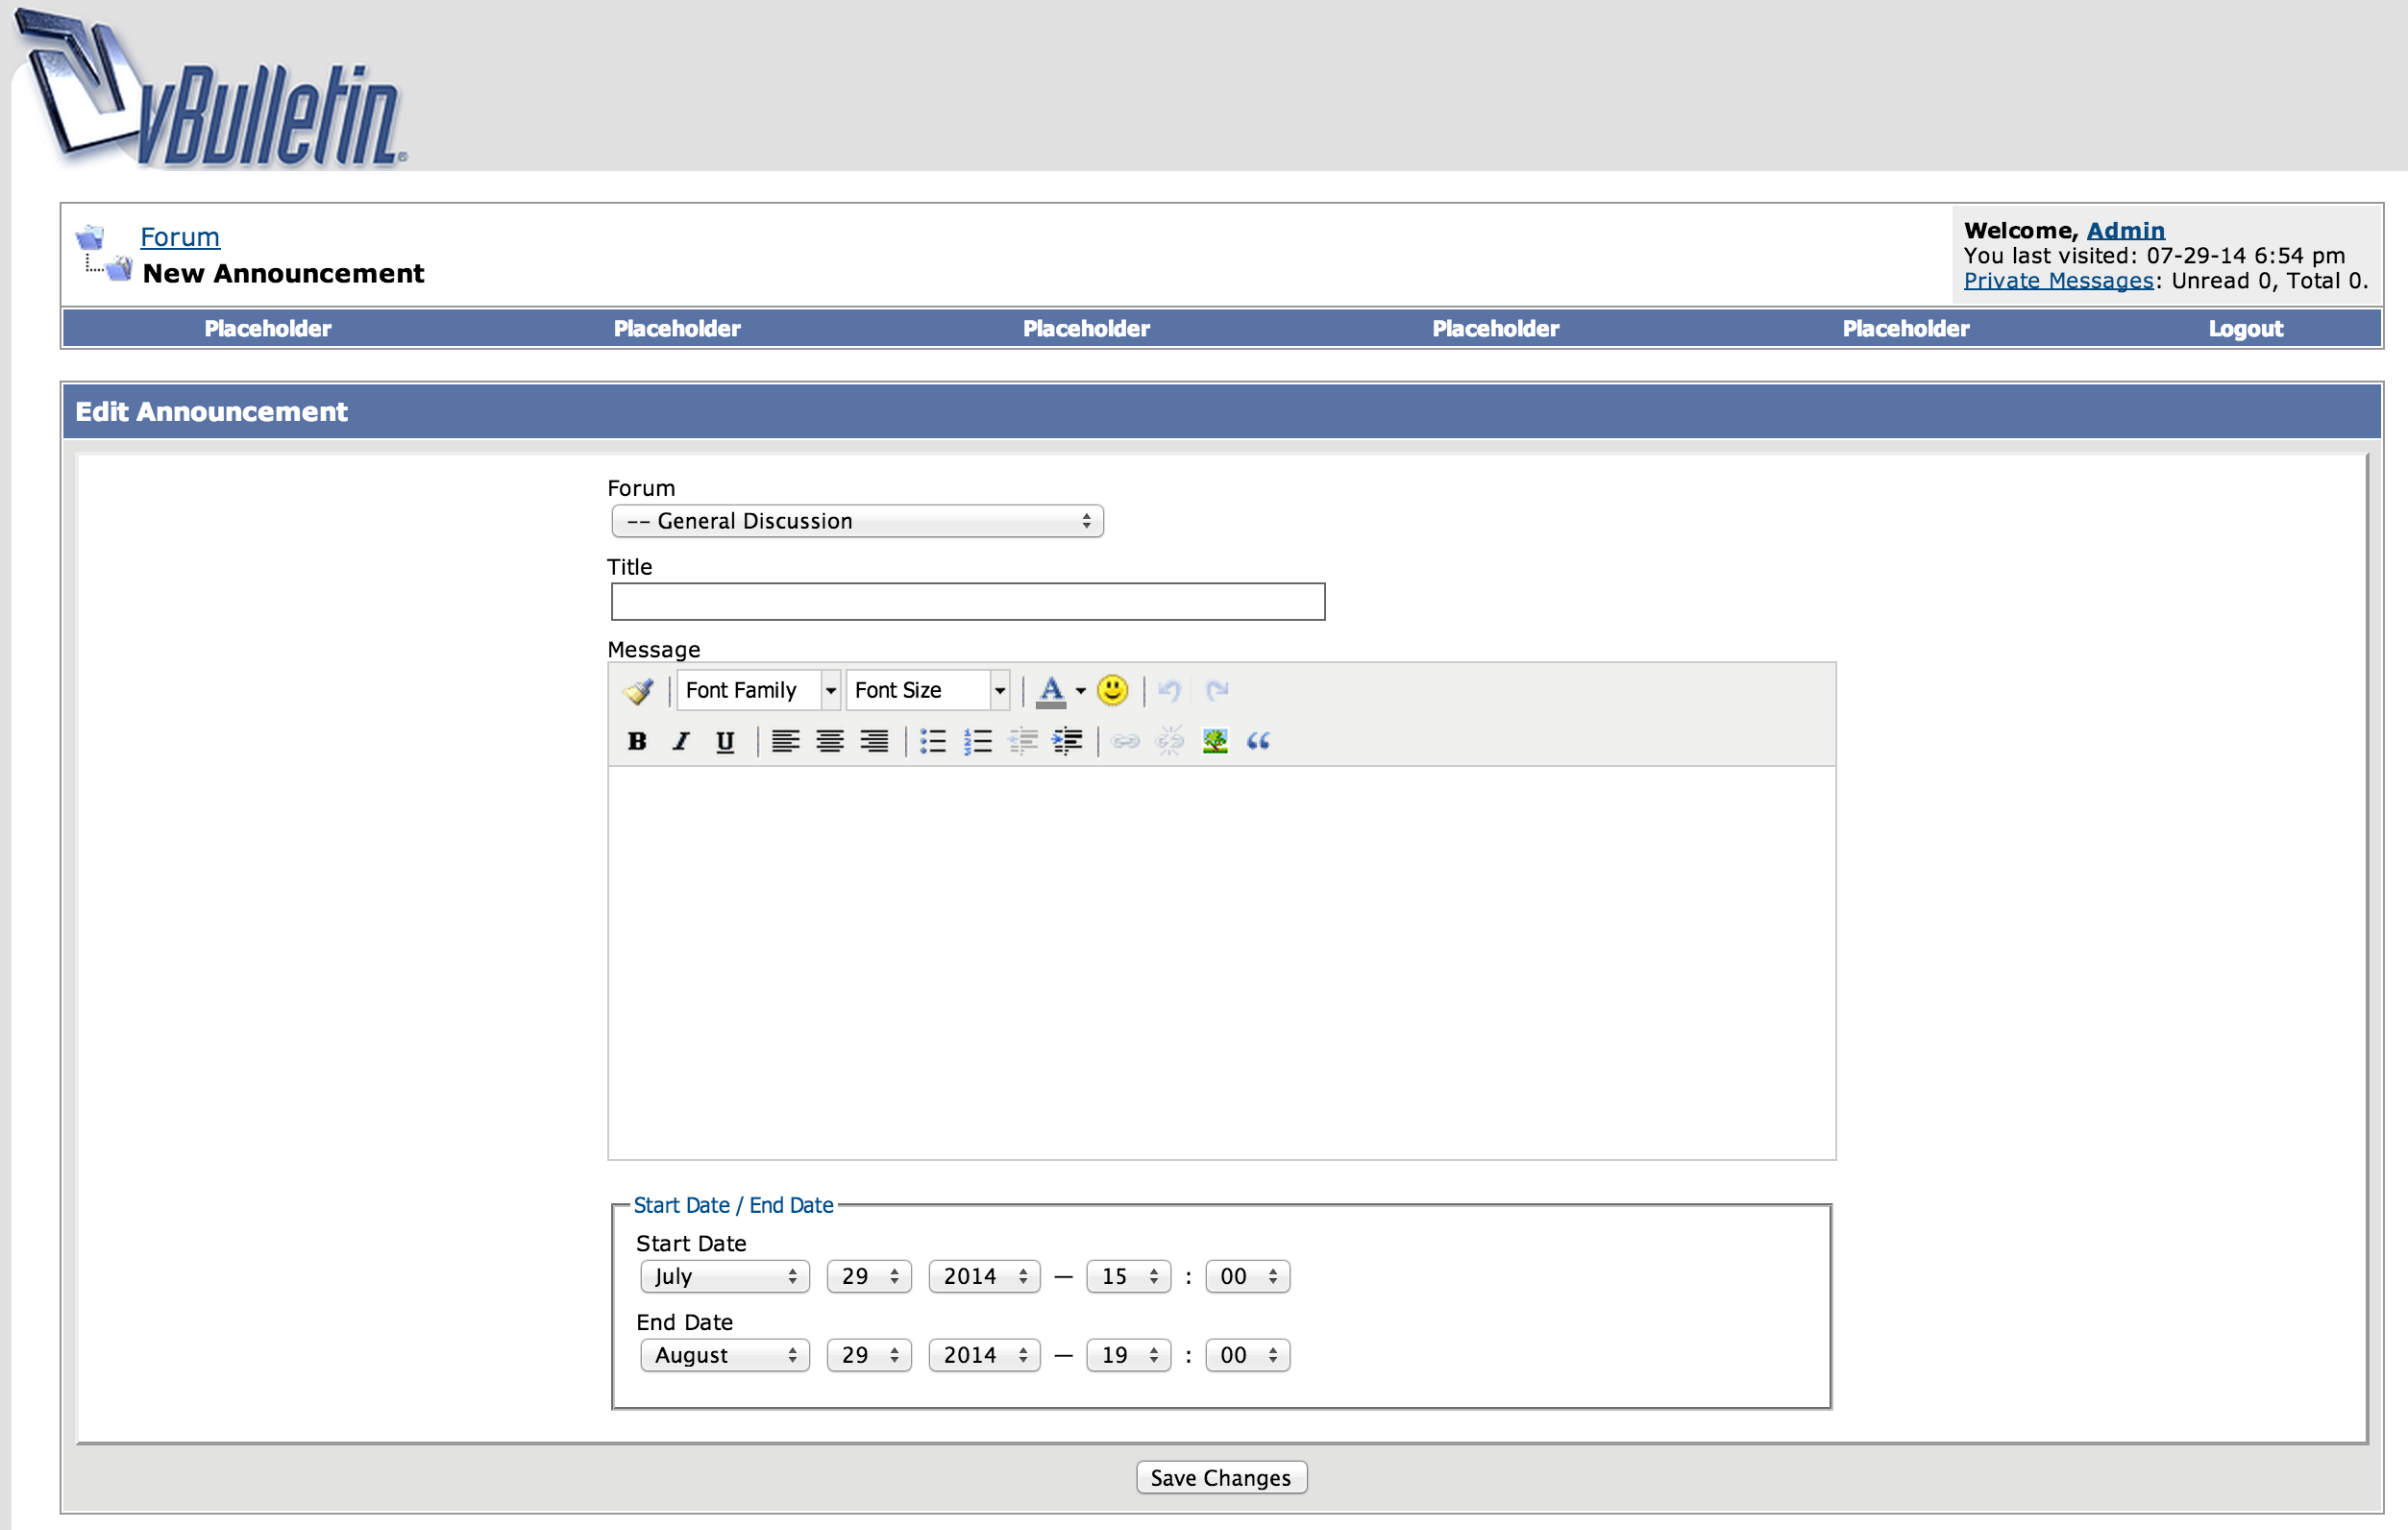 vBulletin®
Forum
New Announcement
Welcome, Admin
You last visited: 07-29-14 6:54 pm
Private Messages: Unread 0, Total 0.
Placeholder Placeholder Placeholder Placeholder Placeholder Logout
Edit Announcement
Forum
-- General Discussion
Title
Message
Font Family Font Size A
B I U
Start Date / End Date
Start Date
July 29 2014 — 15 : 00
End Date
August 29 2014 — 19 : 00
Save Changes